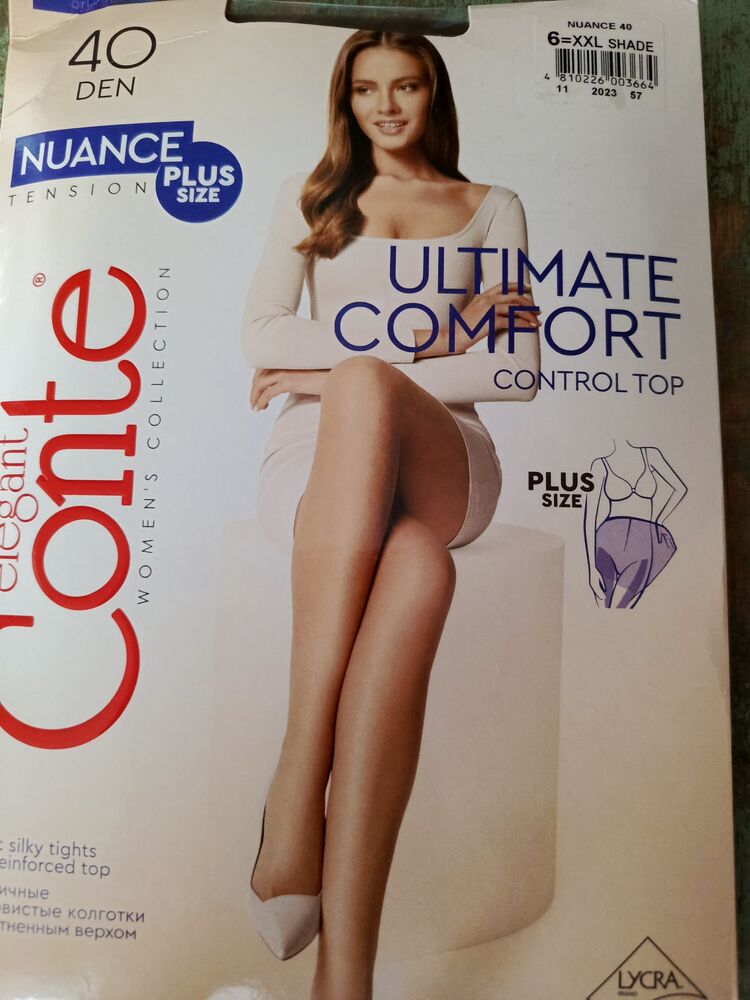 40
DEN
NUANCE
TENSION
PLUS
SIZE
NUANCE 40
6=XXL SHADE
4 810226 003664
11 2023 57
ULTIMATE
COMFORT
CONTROL TOP
PLUS
SIZE
elegant
Conte®
WOMEN'S COLLECTION
silky tights
einforced top
ичные
овистые колготки
тненным верхом
LYCRA